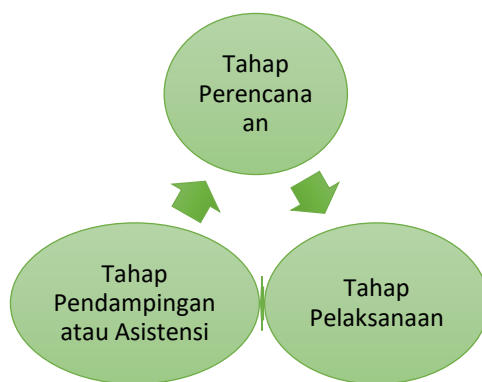 Tahap
Perencana
an
Tahap
Pendampingan
atau Asistensi
Tahap
Pelaksanaan